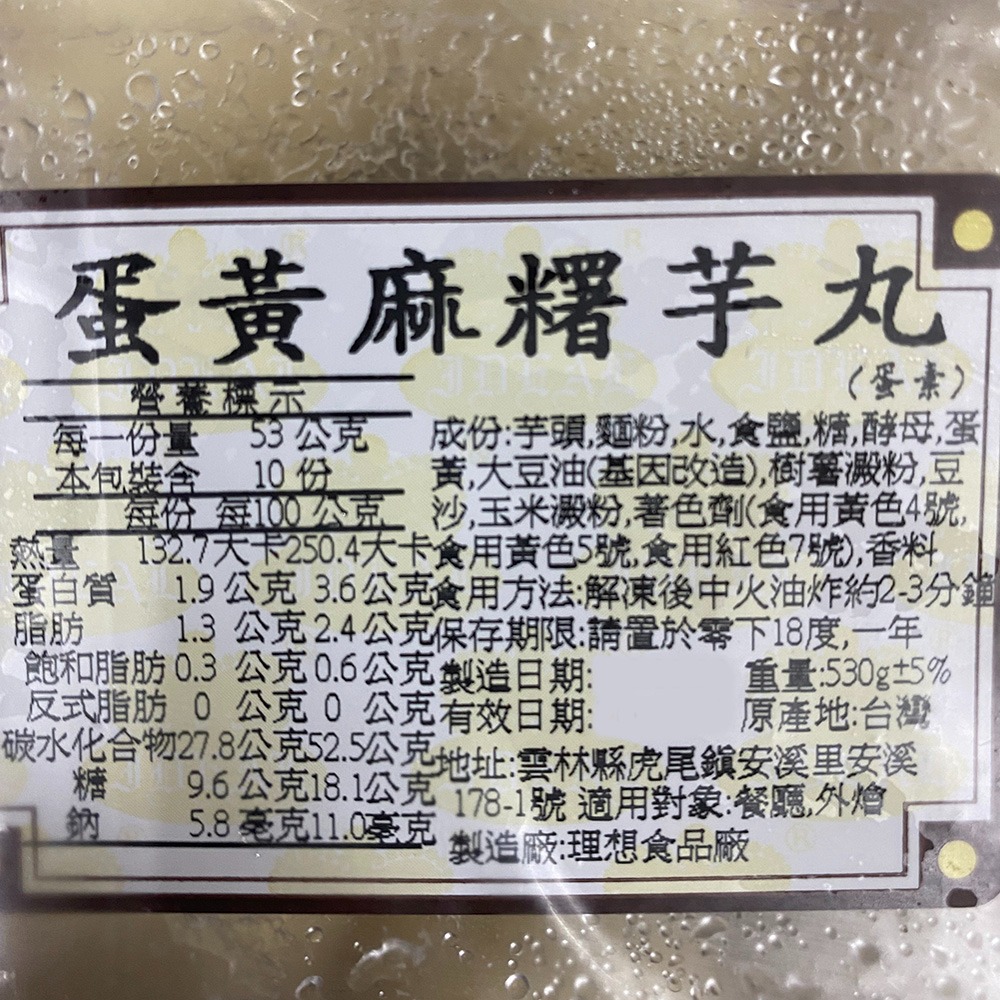 蛋黃麻糬芋丸
(蛋素)
營養標示
每一份量 53 公克
本包裝含 10 份
每份 每100 公克
熱量 132.7大卡 250.4大卡
蛋白質 1.9 公克 3.6 公克
脂肪 1.3 公克 2.4 公克
飽和脂肪 0.3 公克 0.6 公克
反式脂肪 0 公克 0 公克
碳水化合物 27.8公克 52.5公克
糖 9.6 公克 18.1公克
鈉 5.8 毫克 11.0毫克
成份:芋頭,麵粉,水,食鹽,糖,酵母,蛋
黃,大豆油(基因改造),樹薯澱粉,豆
沙,玉米澱粉,著色劑(食用黃色4號,
食用黃色5號,食用紅色7號),香料
食用方法:解凍後中火油炸約2-3分鐘
保存期限:請置於零下18度,一年
製造日期: 重量:530g±5%
有效日期: 原產地:台灣
地址:雲林縣虎尾鎮安溪里安溪
178-1號 適用對象:餐廳,外燴
製造廠:理想食品廠